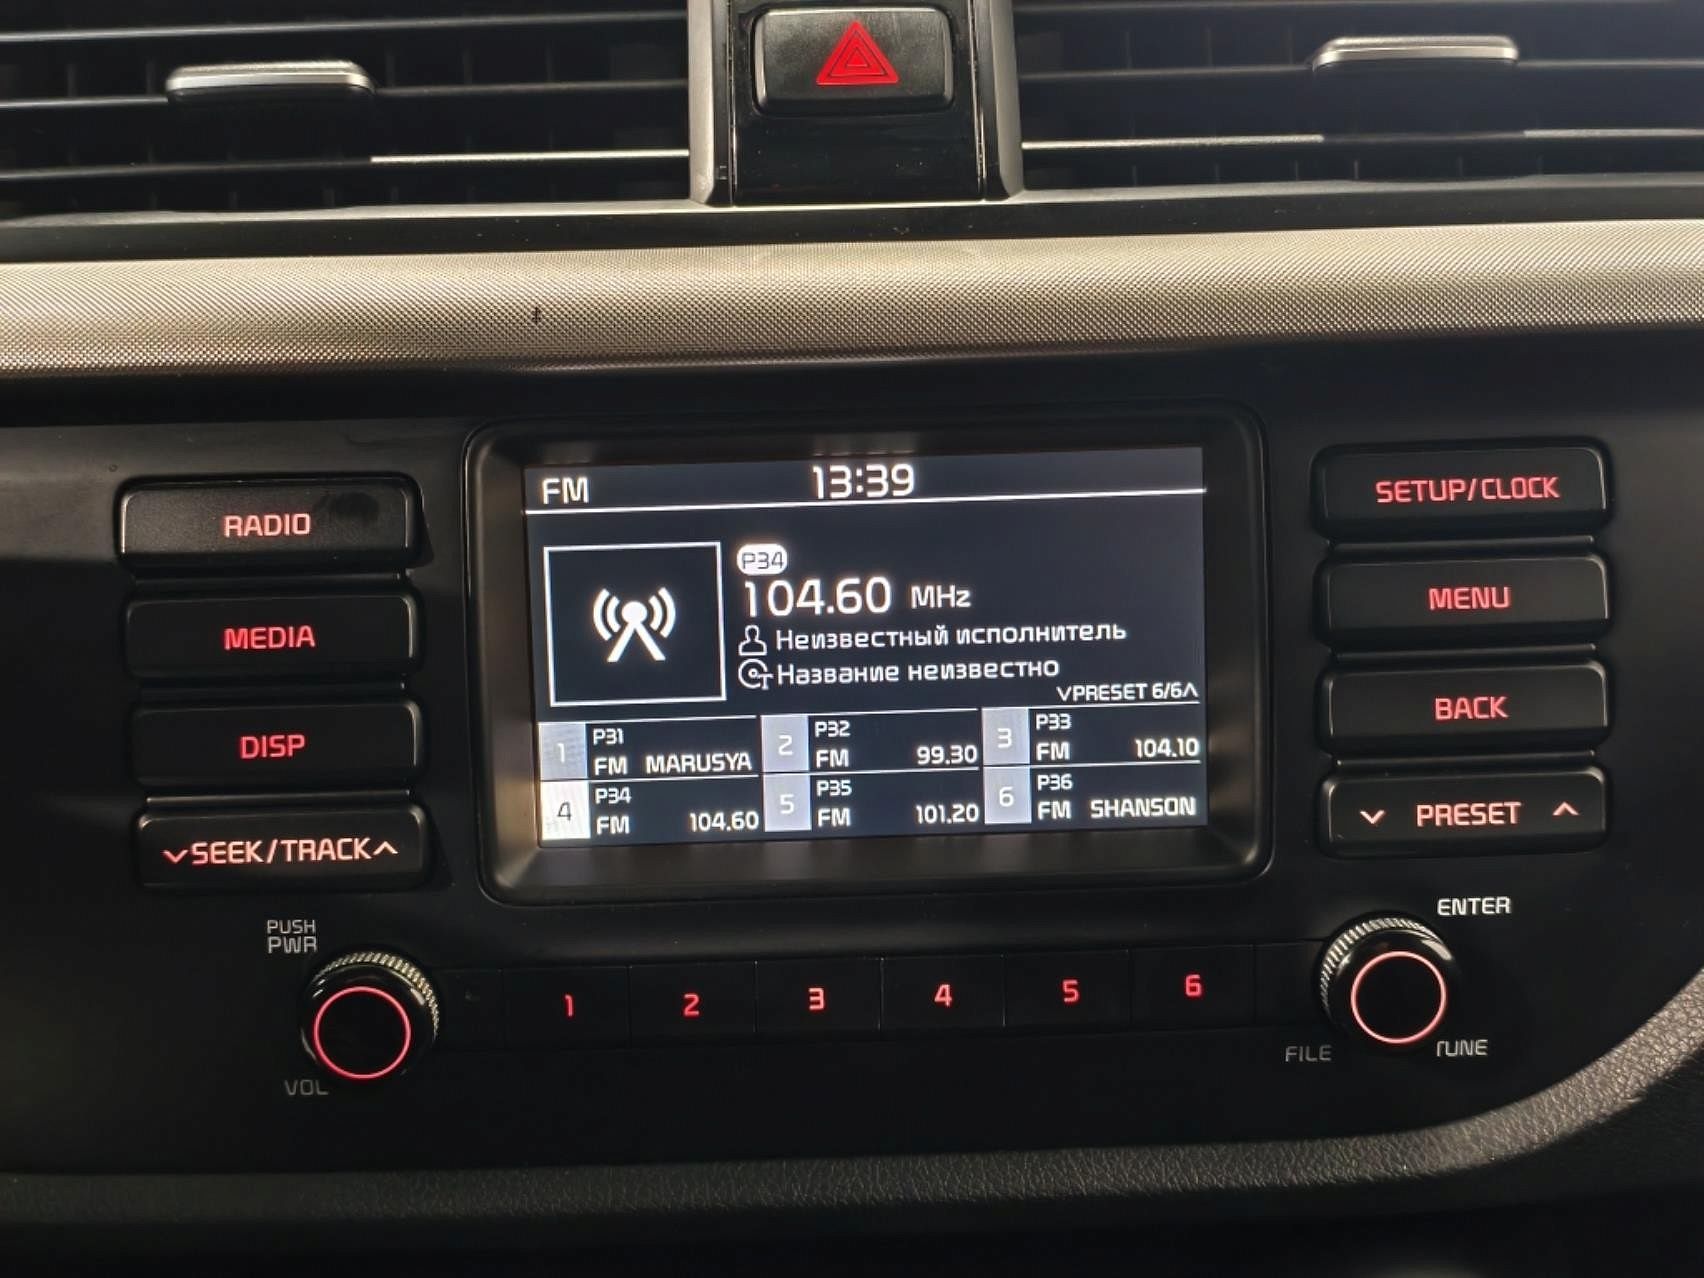 FM 13:39
P34
104.60 MHz
Неизвестный исполнитель
Название неизвестно
PRESET 6/6
1 P31 FM MARUSYA
2 P32 FM 99.30
3 P33 FM 104.10
4 P34 FM 104.60
5 P35 FM 101.20
6 P36 FM SHANSON
RADIO
MEDIA
DISP
SEEK/TRACK
SETUP/CLOCK
MENU
BACK
PRESET
PUSH
PWR
VOL
1 2 3 4 5 6
ENTER
FILE
TUNE